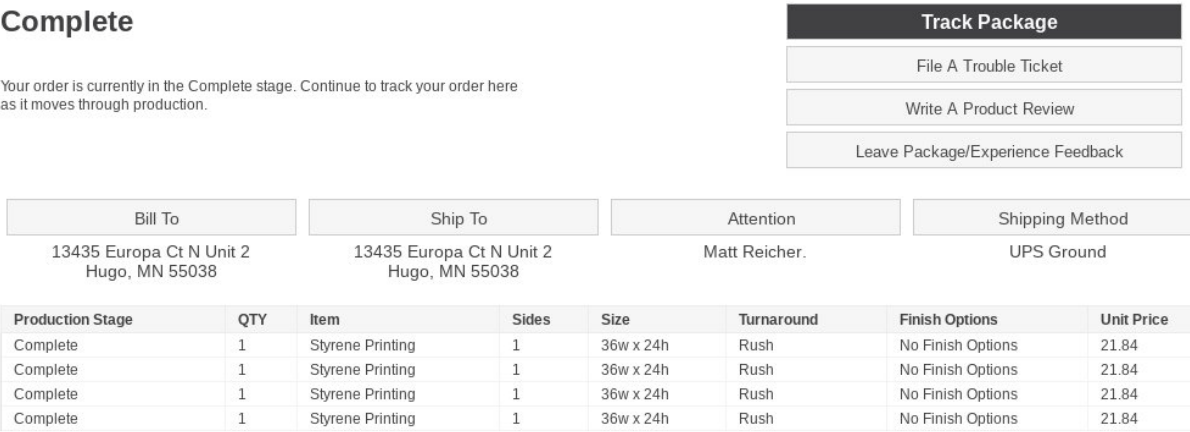 Complete
Track Package
File A Trouble Ticket
Your order is currently in the Complete stage. Continue to track your order here
as it moves through production.
Write A Product Review
Leave Package/Experience Feedback
Bill To
Ship To
Attention
Shipping Method
13435 Europa Ct N Unit 2
Hugo, MN 55038
13435 Europa Ct N Unit 2
Hugo, MN 55038
Matt Reicher.
UPS Ground
Production Stage QTY Item Sides Size Turnaround Finish Options Unit Price
Complete 1 Styrene Printing 1 36w x 24h Rush No Finish Options 21.84
Complete 1 Styrene Printing 1 36w x 24h Rush No Finish Options 21.84
Complete 1 Styrene Printing 1 36w x 24h Rush No Finish Options 21.84
Complete 1 Styrene Printing 1 36w x 24h Rush No Finish Options 21.84